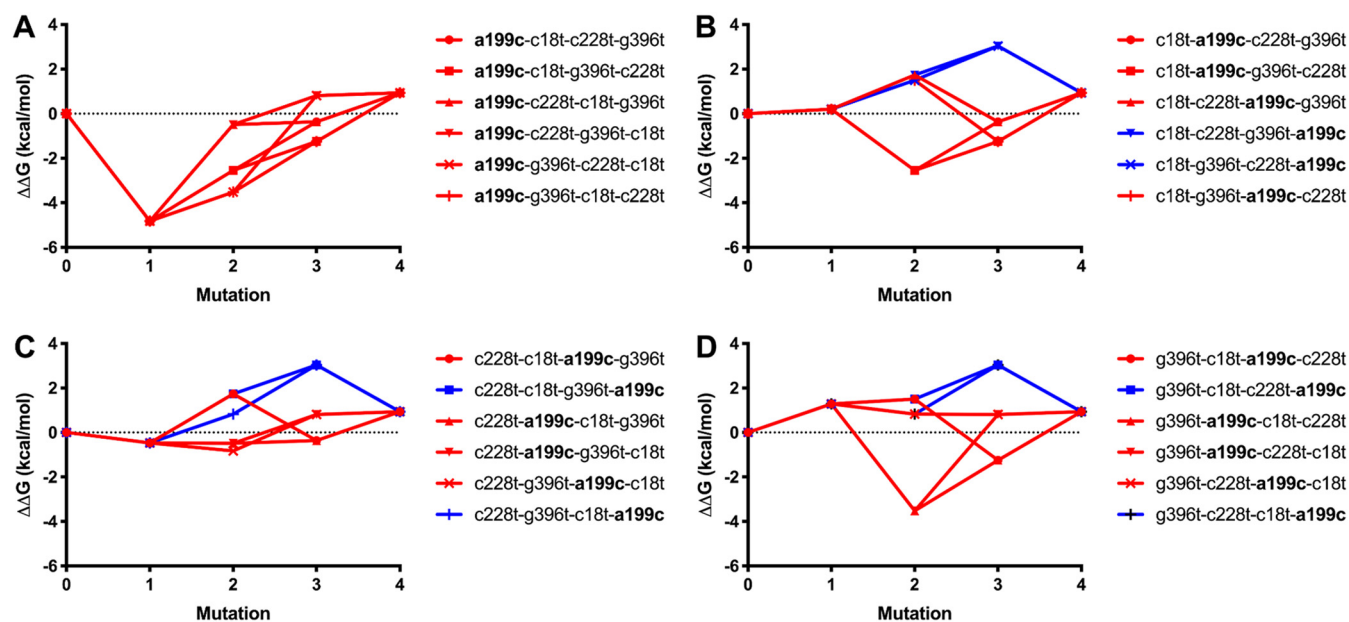 A
ΔΔG (kcal/mol)
4
2
0
-2
-4
-6
0 1 2 3 4
Mutation
a199c-c18t-c228t-g396t
a199c-c18t-g396t-c228t
a199c-c228t-c18t-g396t
a199c-c228t-g396t-c18t
a199c-g396t-c228t-c18t
a199c-g396t-c18t-c228t
B
ΔΔG (kcal/mol)
4
2
0
-2
-4
-6
0 1 2 3 4
Mutation
c18t-a199c-c228t-g396t
c18t-a199c-g396t-c228t
c18t-c228t-a199c-g396t
c18t-c228t-g396t-a199c
c18t-g396t-c228t-a199c
c18t-g396t-a199c-c228t
C
ΔΔG (kcal/mol)
4
2
0
-2
-4
-6
0 1 2 3 4
Mutation
c228t-c18t-a199c-g396t
c228t-c18t-g396t-a199c
c228t-a199c-c18t-g396t
c228t-a199c-g396t-c18t
c228t-g396t-a199c-c18t
c228t-g396t-c18t-a199c
D
ΔΔG (kcal/mol)
4
2
0
-2
-4
-6
0 1 2 3 4
Mutation
g396t-c18t-a199c-c228t
g396t-c18t-c228t-a199c
g396t-a199c-c18t-c228t
g396t-a199c-c228t-c18t
g396t-c228t-a199c-c18t
g396t-c228t-c18t-a199c